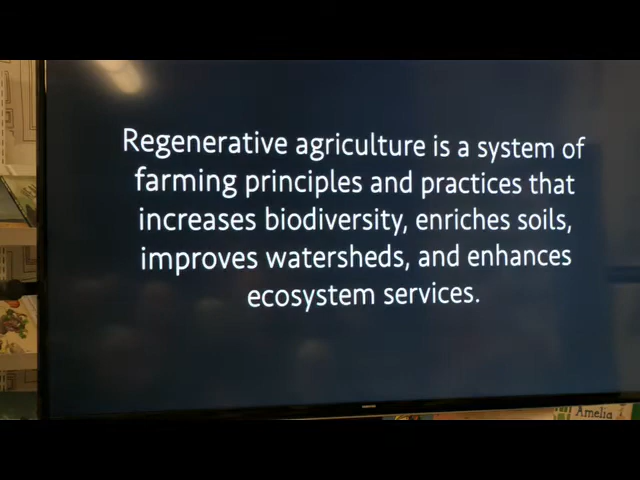 Regenerative agriculture is a system of
farming principles and practices that
increases biodiversity, enriches soils,
improves watersheds, and enhances
ecosystem services.
Amelia